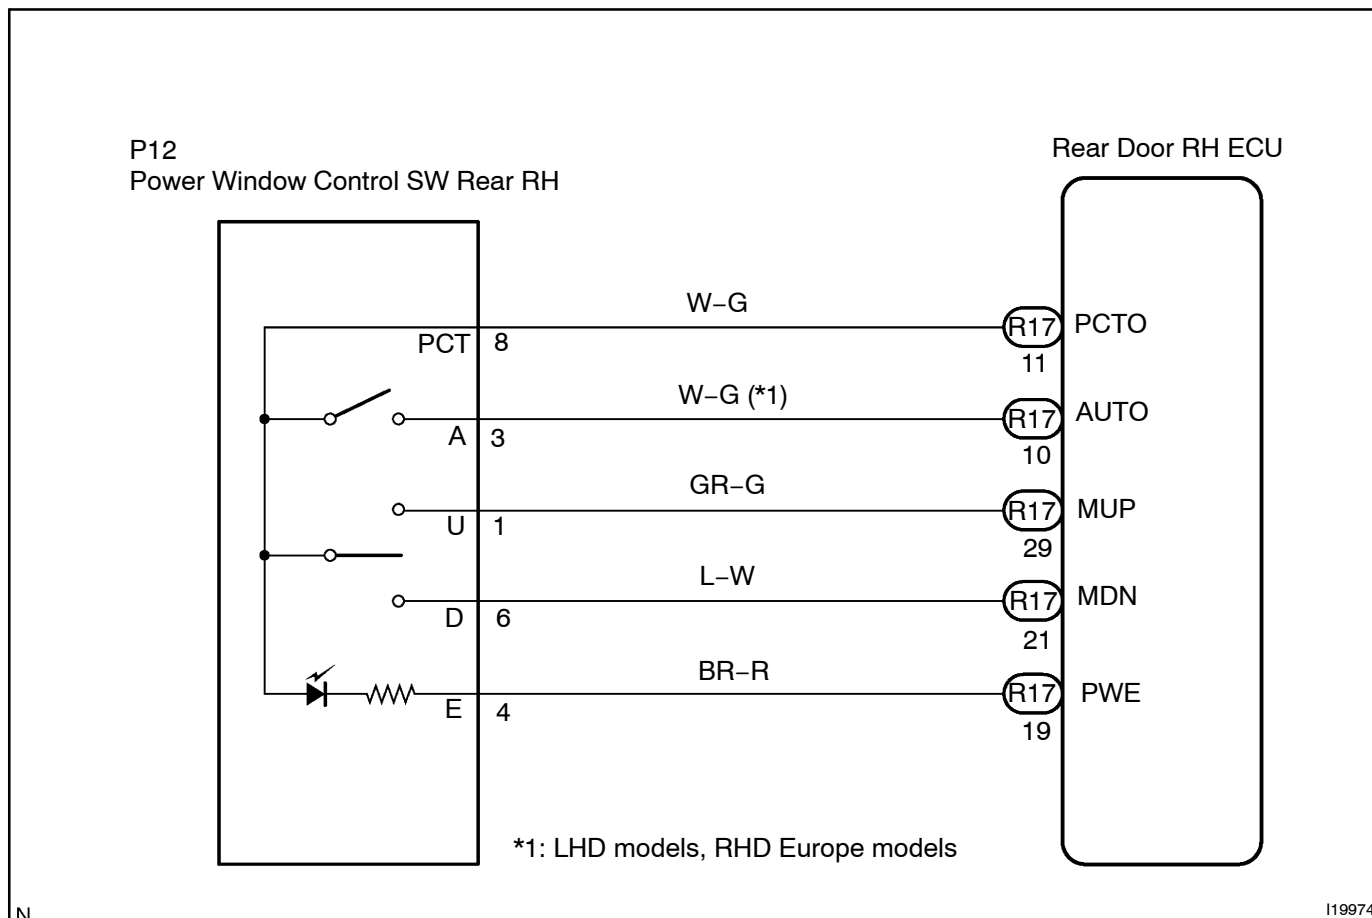 P12
Power Window Control SW Rear RH
Rear Door RH ECU
W–G
PCT 8
R17 PCTO
11
W–G (*1)
A 3
R17 AUTO
10
GR–G
U 1
R17 MUP
29
L–W
D 6
R17 MDN
21
BR–R
E 4
R17 PWE
19
*1: LHD models, RHD Europe models
N
I19974